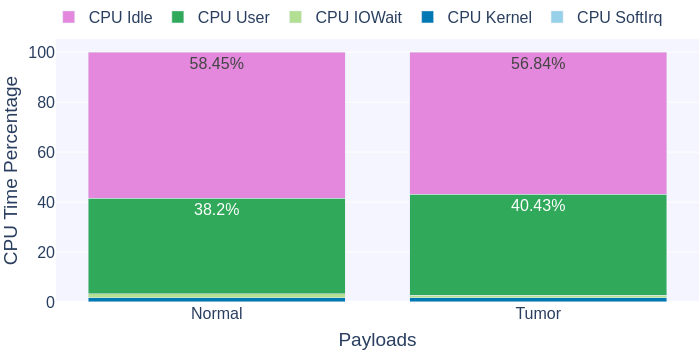 CPU Idle CPU User CPU IOWait CPU Kernel CPU SoftIrq
100
80
60
40
20
0
CPU Time Percentage
58.45%
56.84%
38.2%
40.43%
Normal
Tumor
Payloads